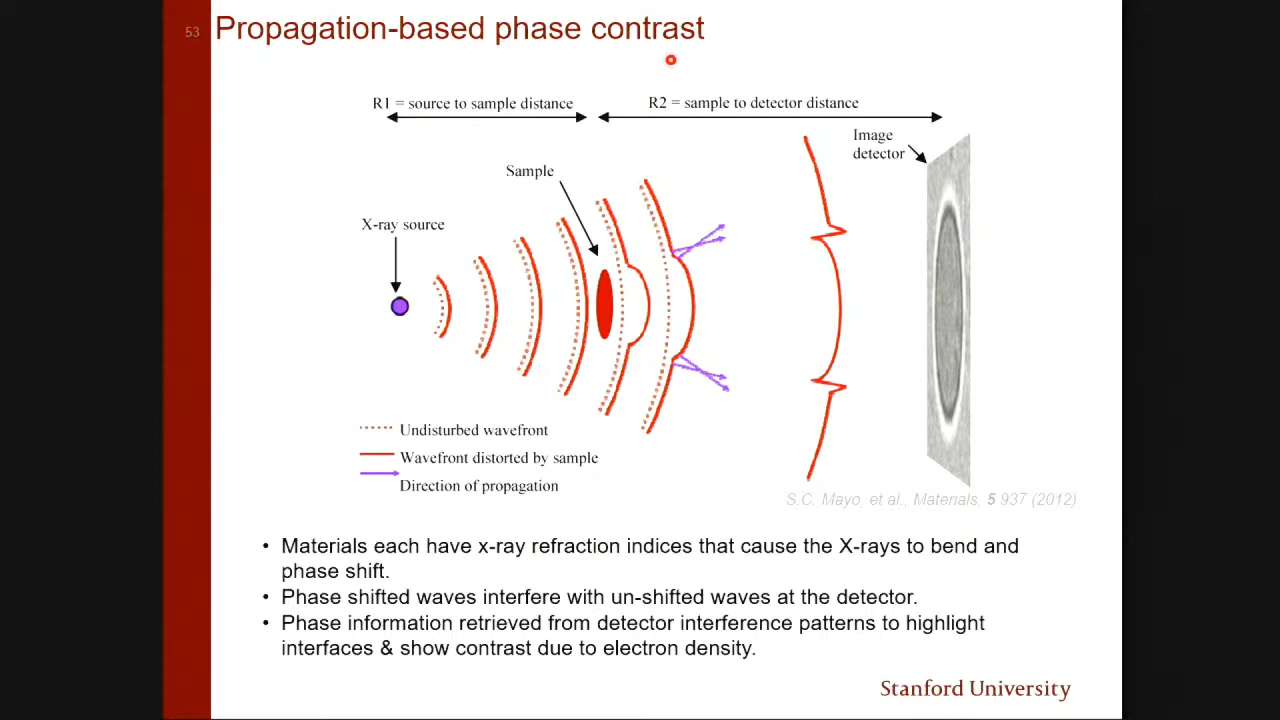 53
Propagation-based phase contrast
R1 = source to sample distance
R2 = sample to detector distance
Image
detector
Sample
X-ray source
Undisturbed wavefront
Wavefront distorted by sample
Direction of propagation
S.C. Mayo, et al., Materials, 5 937 (2012)
• Materials each have x-ray refraction indices that cause the X-rays to bend and
phase shift.
• Phase shifted waves interfere with un-shifted waves at the detector.
• Phase information retrieved from detector interference patterns to highlight
interfaces & show contrast due to electron density.
Stanford University